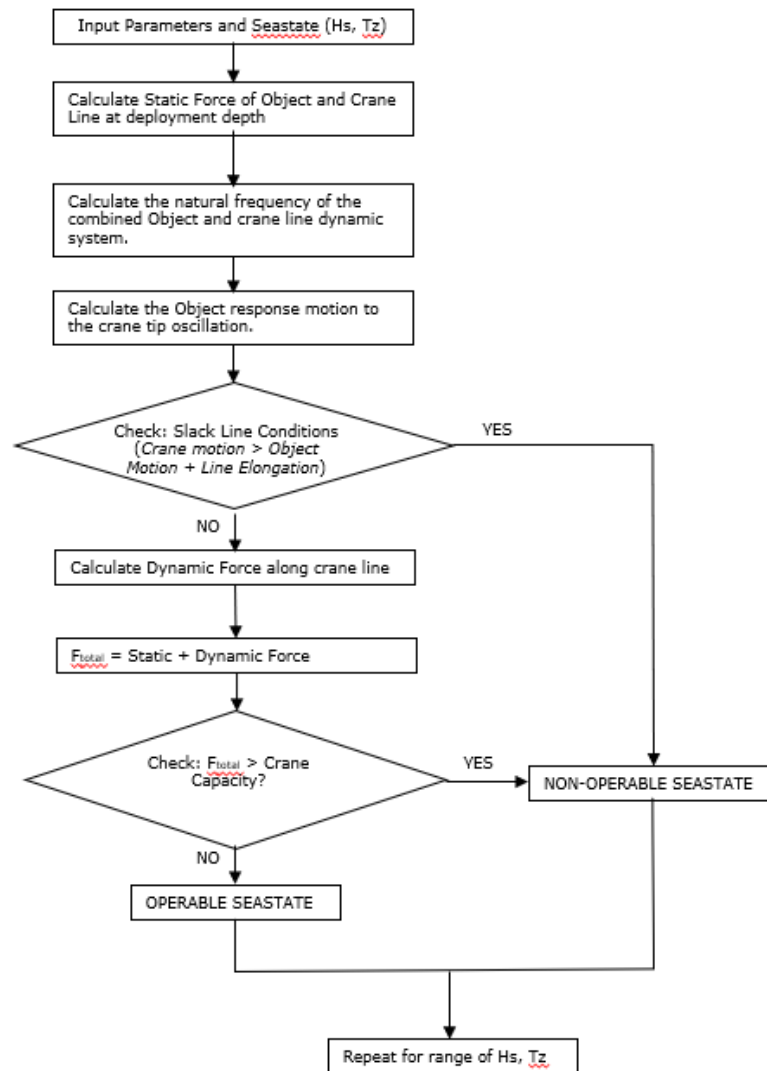 Input Parameters and Seastate (Hs, Tz)
Calculate Static Force of Object and Crane
Line at deployment depth
Calculate the natural frequency of the
combined Object and crane line dynamic
system.
Calculate the Object response motion to
the crane tip oscillation.
Check: Slack Line Conditions
(Crane motion > Object
Motion + Line Elongation)
YES
NO
Calculate Dynamic Force along crane line
Ftotal = Static + Dynamic Force
Check: Ftotal > Crane
Capacity?
YES
NON-OPERABLE SEASTATE
NO
OPERABLE SEASTATE
Repeat for range of Hs, Tz